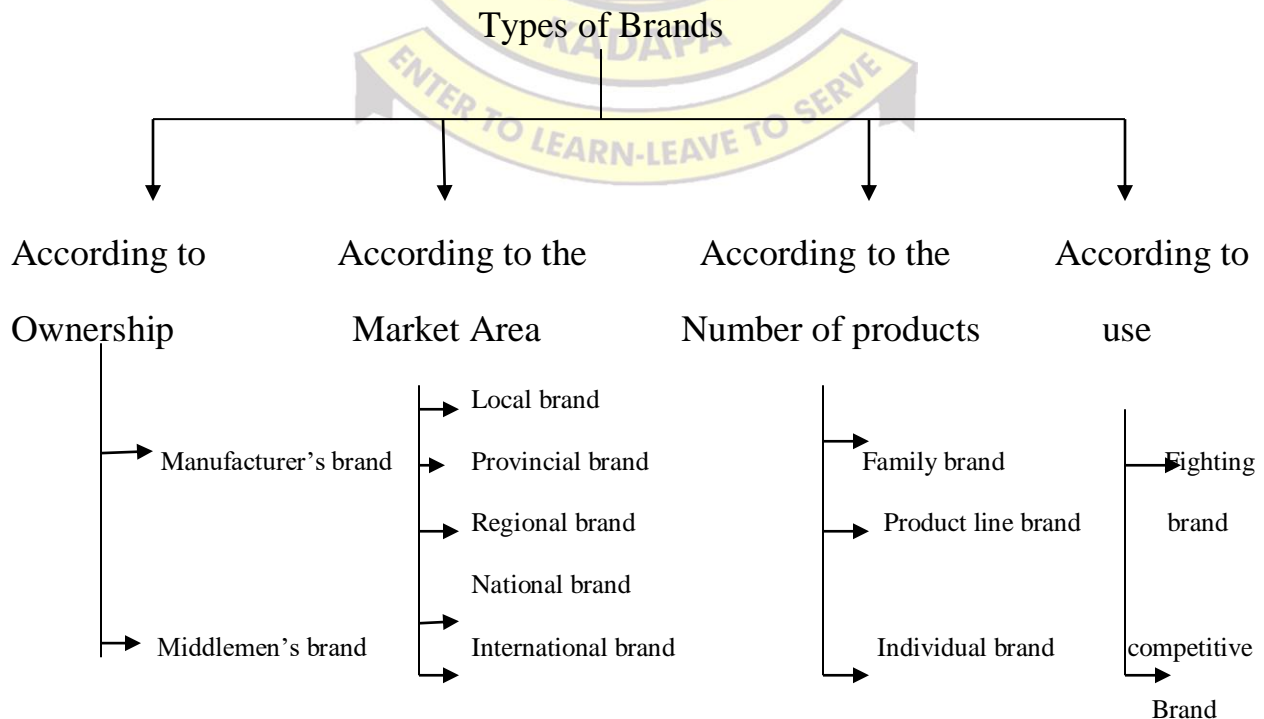 Types of Brands
KADAPA
ENTER TO LEARN-LEAVE TO SERVE
According to
Ownership
Manufacturer’s brand
Middlemen’s brand
According to the
Market Area
Local brand
Provincial brand
Regional brand
National brand
International brand
According to the
Number of products
Family brand
Product line brand
Individual brand
According to
use
Fighting
brand
competitive
Brand